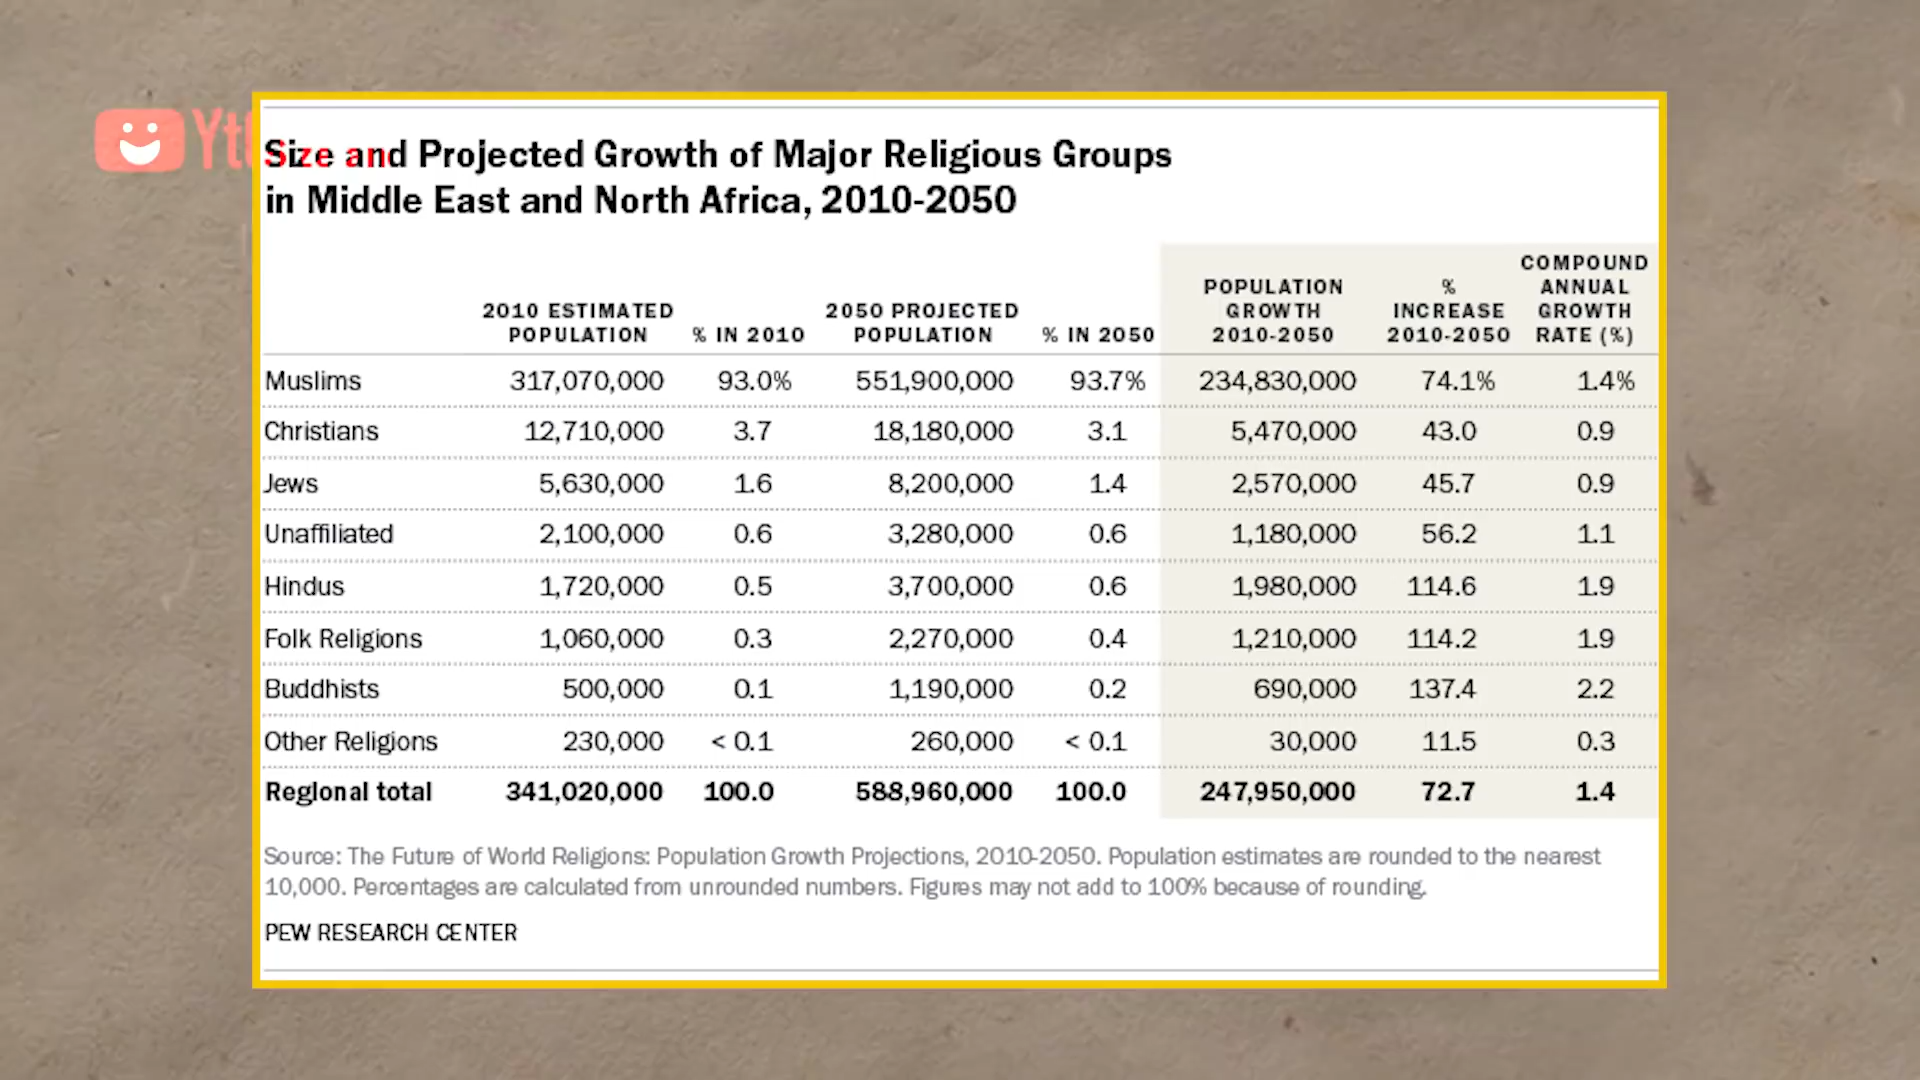 Size and Projected Growth of Major Religious Groups
in Middle East and North Africa, 2010-2050
2010 ESTIMATED POPULATION % IN 2010 2050 PROJECTED POPULATION % IN 2050 POPULATION GROWTH 2010-2050 % INCREASE 2010-2050 COMPOUND ANNUAL GROWTH RATE (%)
Muslims 317,070,000 93.0% 551,900,000 93.7% 234,830,000 74.1% 1.4%
Christians 12,710,000 3.7 18,180,000 3.1 5,470,000 43.0 0.9
Jews 5,630,000 1.6 8,200,000 1.4 2,570,000 45.7 0.9
Unaffiliated 2,100,000 0.6 3,280,000 0.6 1,180,000 56.2 1.1
Hindus 1,720,000 0.5 3,700,000 0.6 1,980,000 114.6 1.9
Folk Religions 1,060,000 0.3 2,270,000 0.4 1,210,000 114.2 1.9
Buddhists 500,000 0.1 1,190,000 0.2 690,000 137.4 2.2
Other Religions 230,000 < 0.1 260,000 < 0.1 30,000 11.5 0.3
Regional total 341,020,000 100.0 588,960,000 100.0 247,950,000 72.7 1.4
Source: The Future of World Religions: Population Growth Projections, 2010-2050. Population estimates are rounded to the nearest
10,000. Percentages are calculated from unrounded numbers. Figures may not add to 100% because of rounding.
PEW RESEARCH CENTER